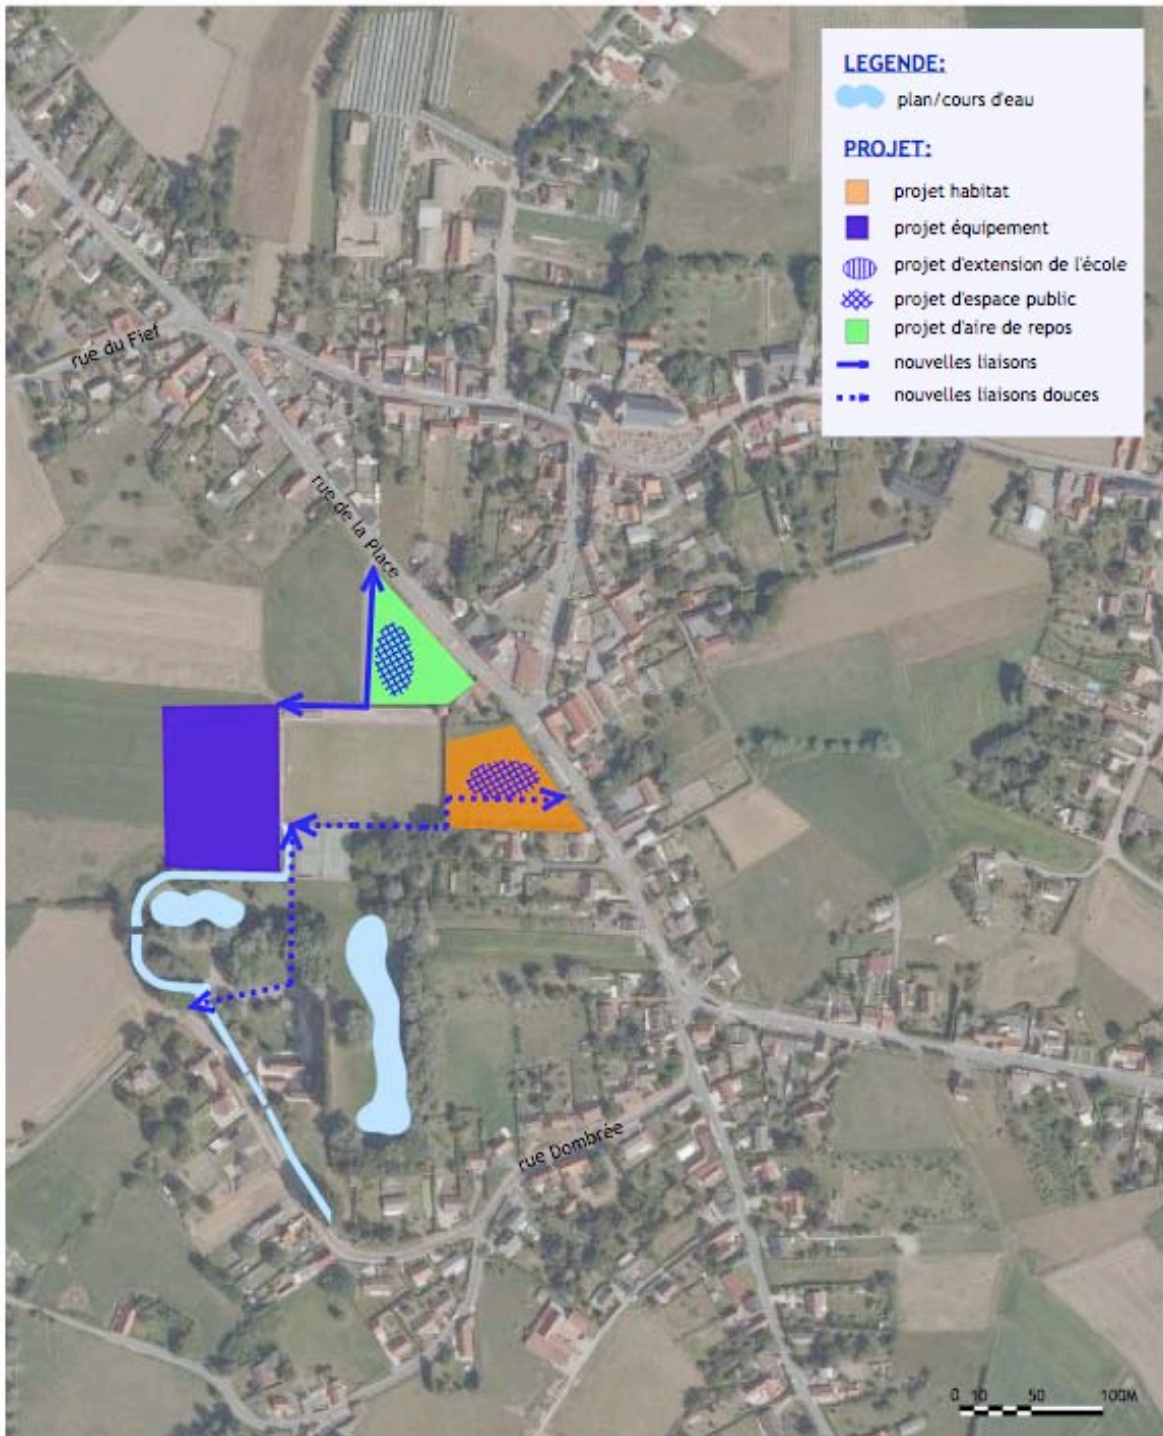 LEGENDE:
plan/cours d'eau
PROJET:
projet habitat
projet équipement
projet d'extension de l'école
projet d'espace public
projet d'aire de repos
nouvelles liaisons
nouvelles liaisons douces
rue du Fief
rue de la Place
rue Dombrée
0 10 50 100M